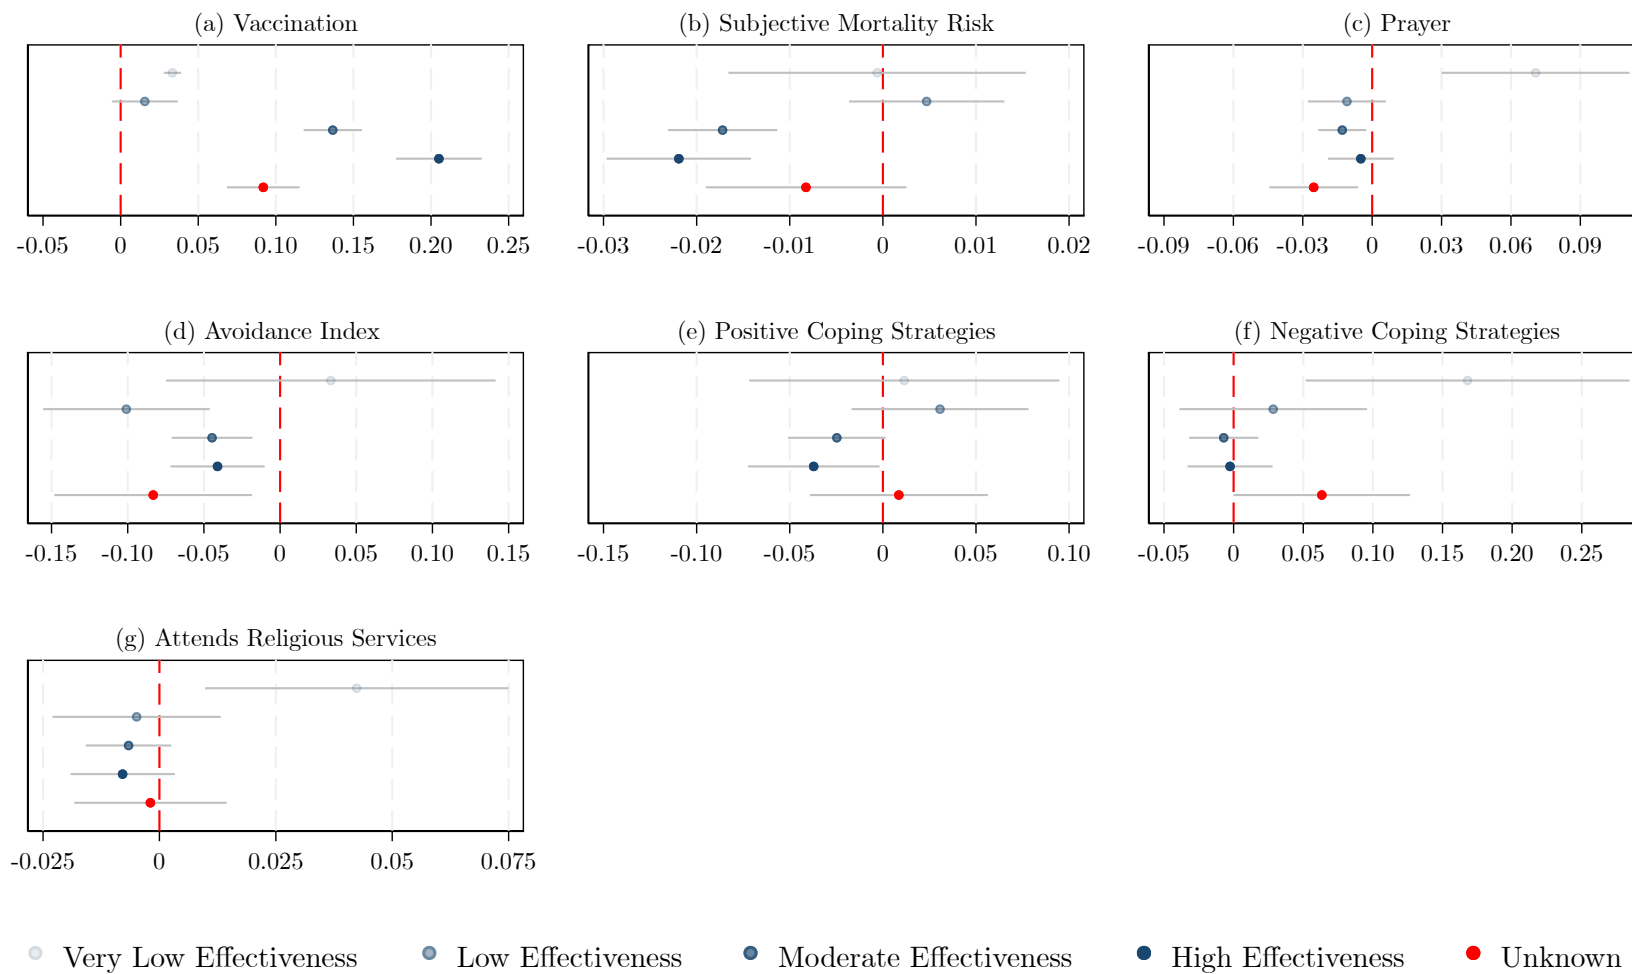 (a) Vaccination
(b) Subjective Mortality Risk
(c) Prayer
-0.05 0 0.05 0.10 0.15 0.20 0.25
-0.03 -0.02 -0.01 0 0.01 0.02
-0.09 -0.06 -0.03 0 0.03 0.06 0.09
(d) Avoidance Index
(e) Positive Coping Strategies
(f) Negative Coping Strategies
-0.15 -0.10 -0.05 0 0.05 0.10 0.15
-0.15 -0.10 -0.05 0 0.05 0.10
-0.05 0 0.05 0.10 0.15 0.20 0.25
(g) Attends Religious Services
-0.025 0 0.025 0.05 0.075
Very Low Effectiveness Low Effectiveness Moderate Effectiveness High Effectiveness Unknown